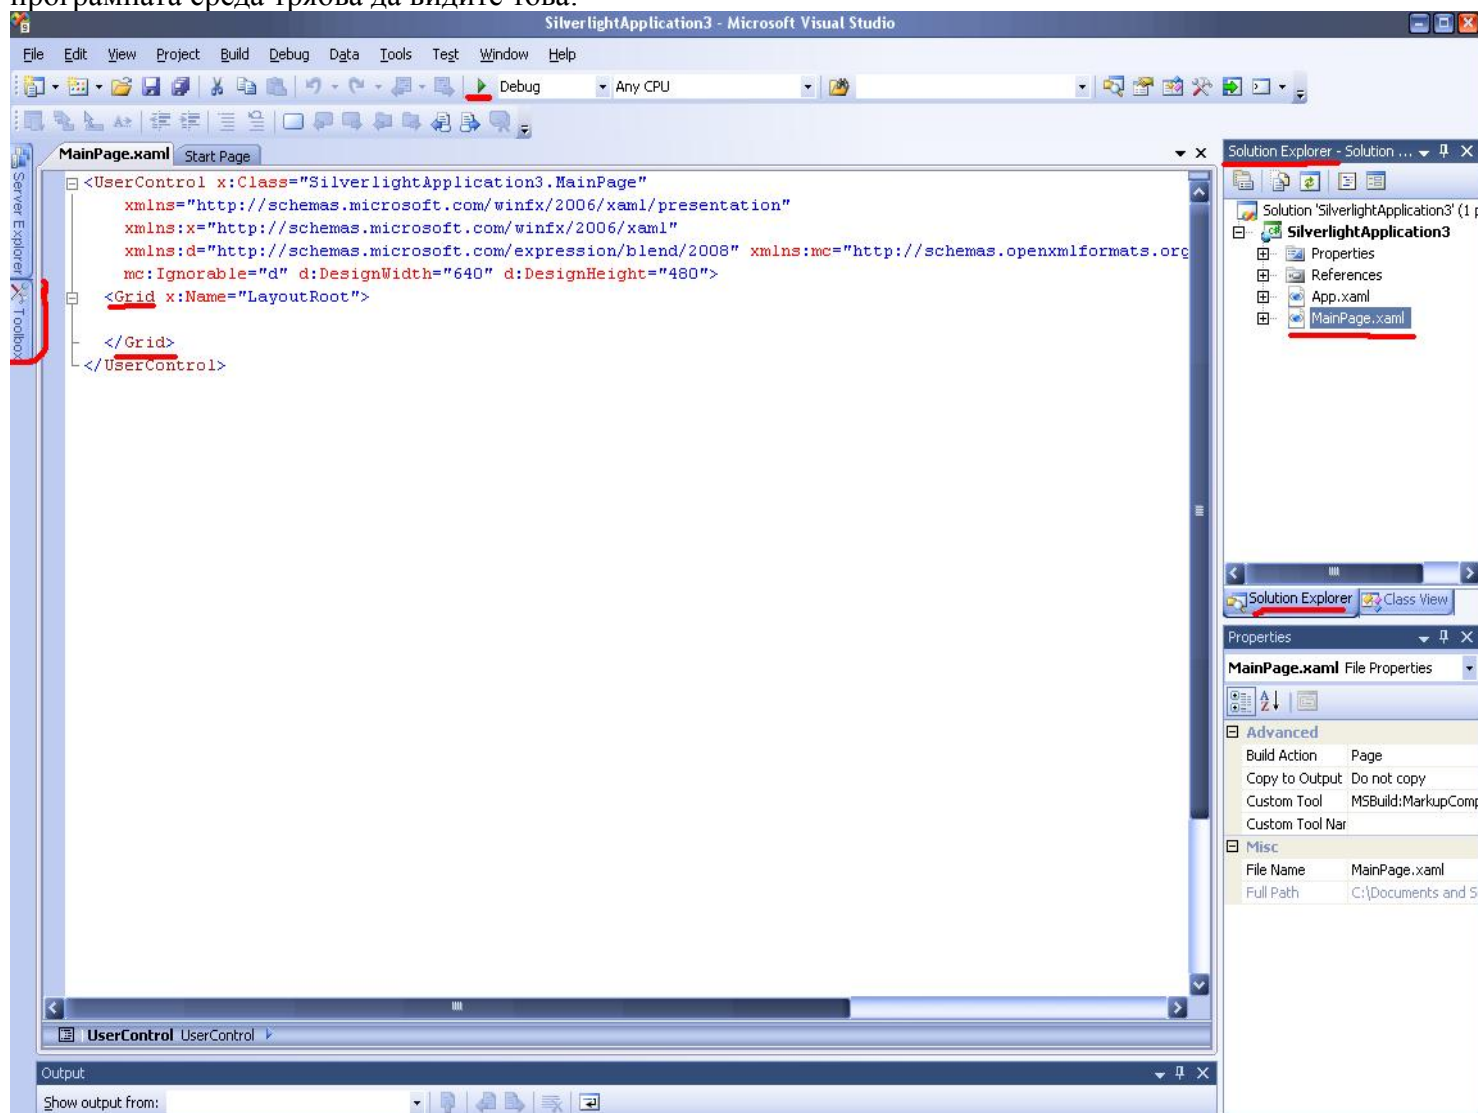 програмната среда трябва да видите това:
SilverlightApplication3 - Microsoft Visual Studio
File Edit View Project Build Debug Data Tools Test Window Help
Debug Any CPU
MainPage.xaml Start Page
Server Explorer
Toolbox
<UserControl x:Class="SilverlightApplication3.MainPage"
xmlns="http://schemas.microsoft.com/winfx/2006/xaml/presentation"
xmlns:x="http://schemas.microsoft.com/winfx/2006/xaml"
xmlns:d="http://schemas.microsoft.com/expression/blend/2008" xmlns:mc="http://schemas.openxmlformats.org
mc:Ignorable="d" d:DesignWidth="640" d:DesignHeight="480">
<Grid x:Name="LayoutRoot">
</Grid>
</UserControl>
UserControl UserControl
Output
Show output from:
Solution Explorer - Solution ...
Solution 'SilverlightApplication3' (1 p
SilverlightApplication3
Properties
References
App.xaml
MainPage.xaml
Solution Explorer Class View
Properties
MainPage.xaml File Properties
Advanced
Build Action Page
Copy to Output Do not copy
Custom Tool MSBuild:MarkupComp
Custom Tool Nar
Misc
File Name MainPage.xaml
Full Path C:\Documents and S